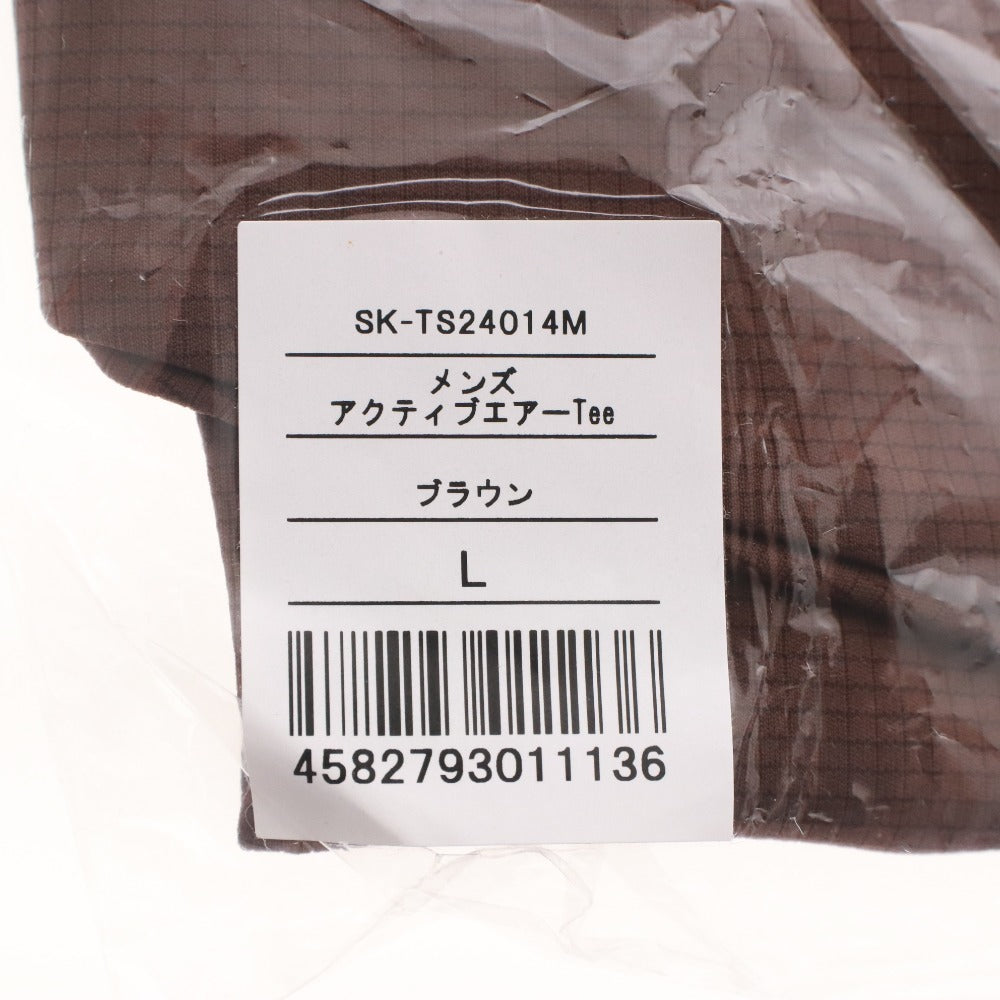 SK-TS24014M
メンズ
アクティブエアーTee
ブラウン
L
4582793011136